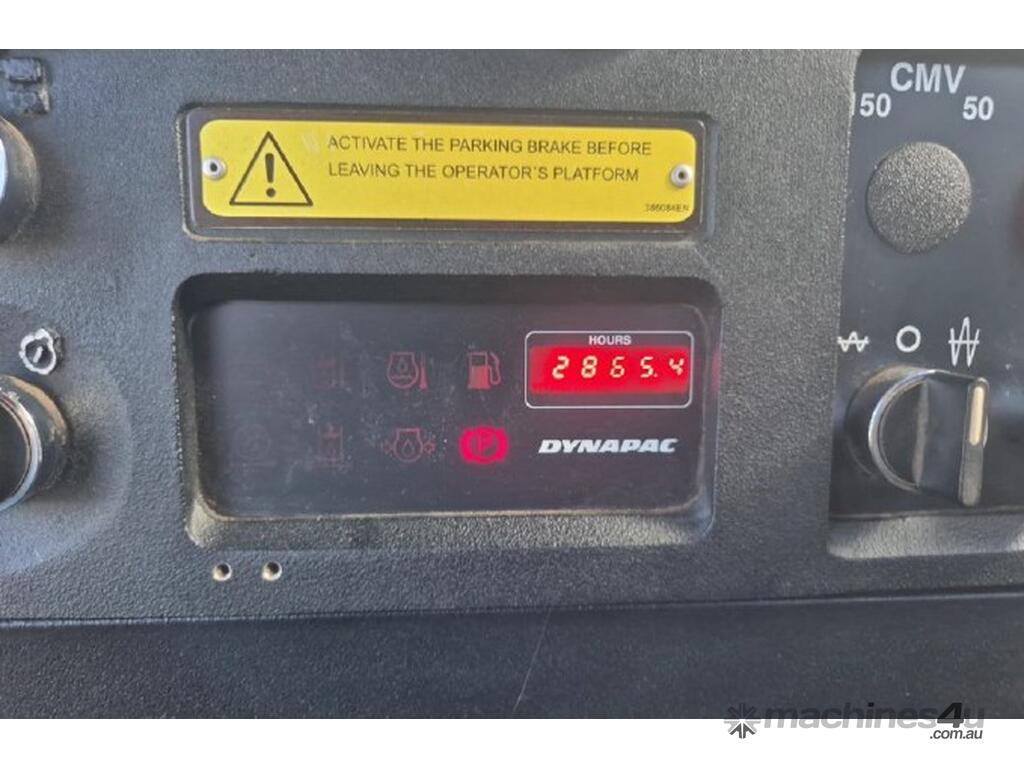 ACTIVATE THE PARKING BRAKE BEFORE
LEAVING THE OPERATOR'S PLATFORM
386084EN
CMV
50 50
HOURS
2865.4
P
DYNAPAC
machines4u
.com.au